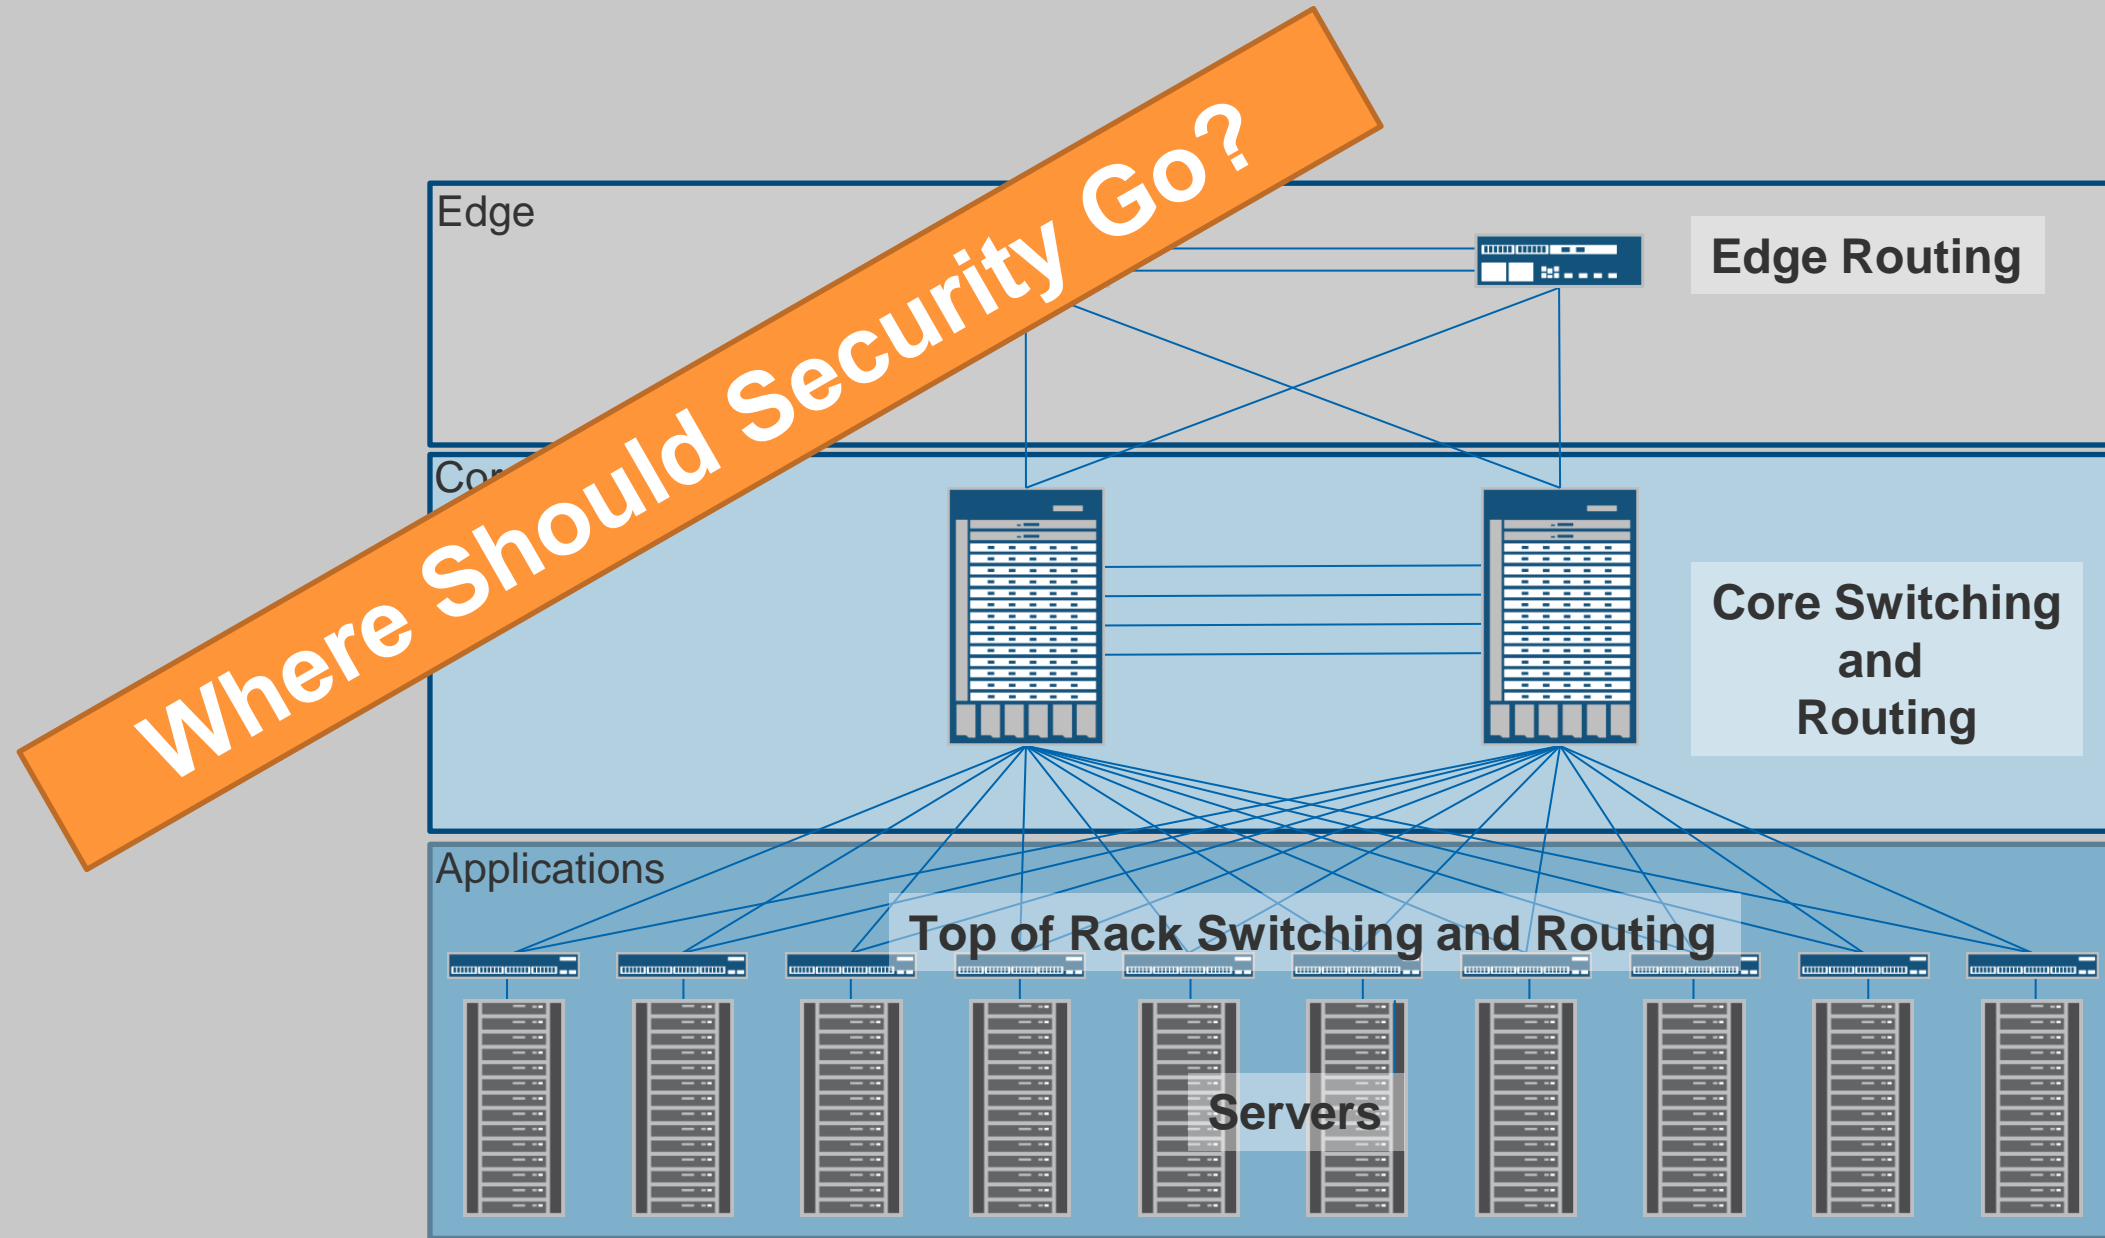 Where Should Security Go?
Edge
Edge Routing
Cor
Core Switching
and
Routing
Applications
Top of Rack Switching and Routing
Servers